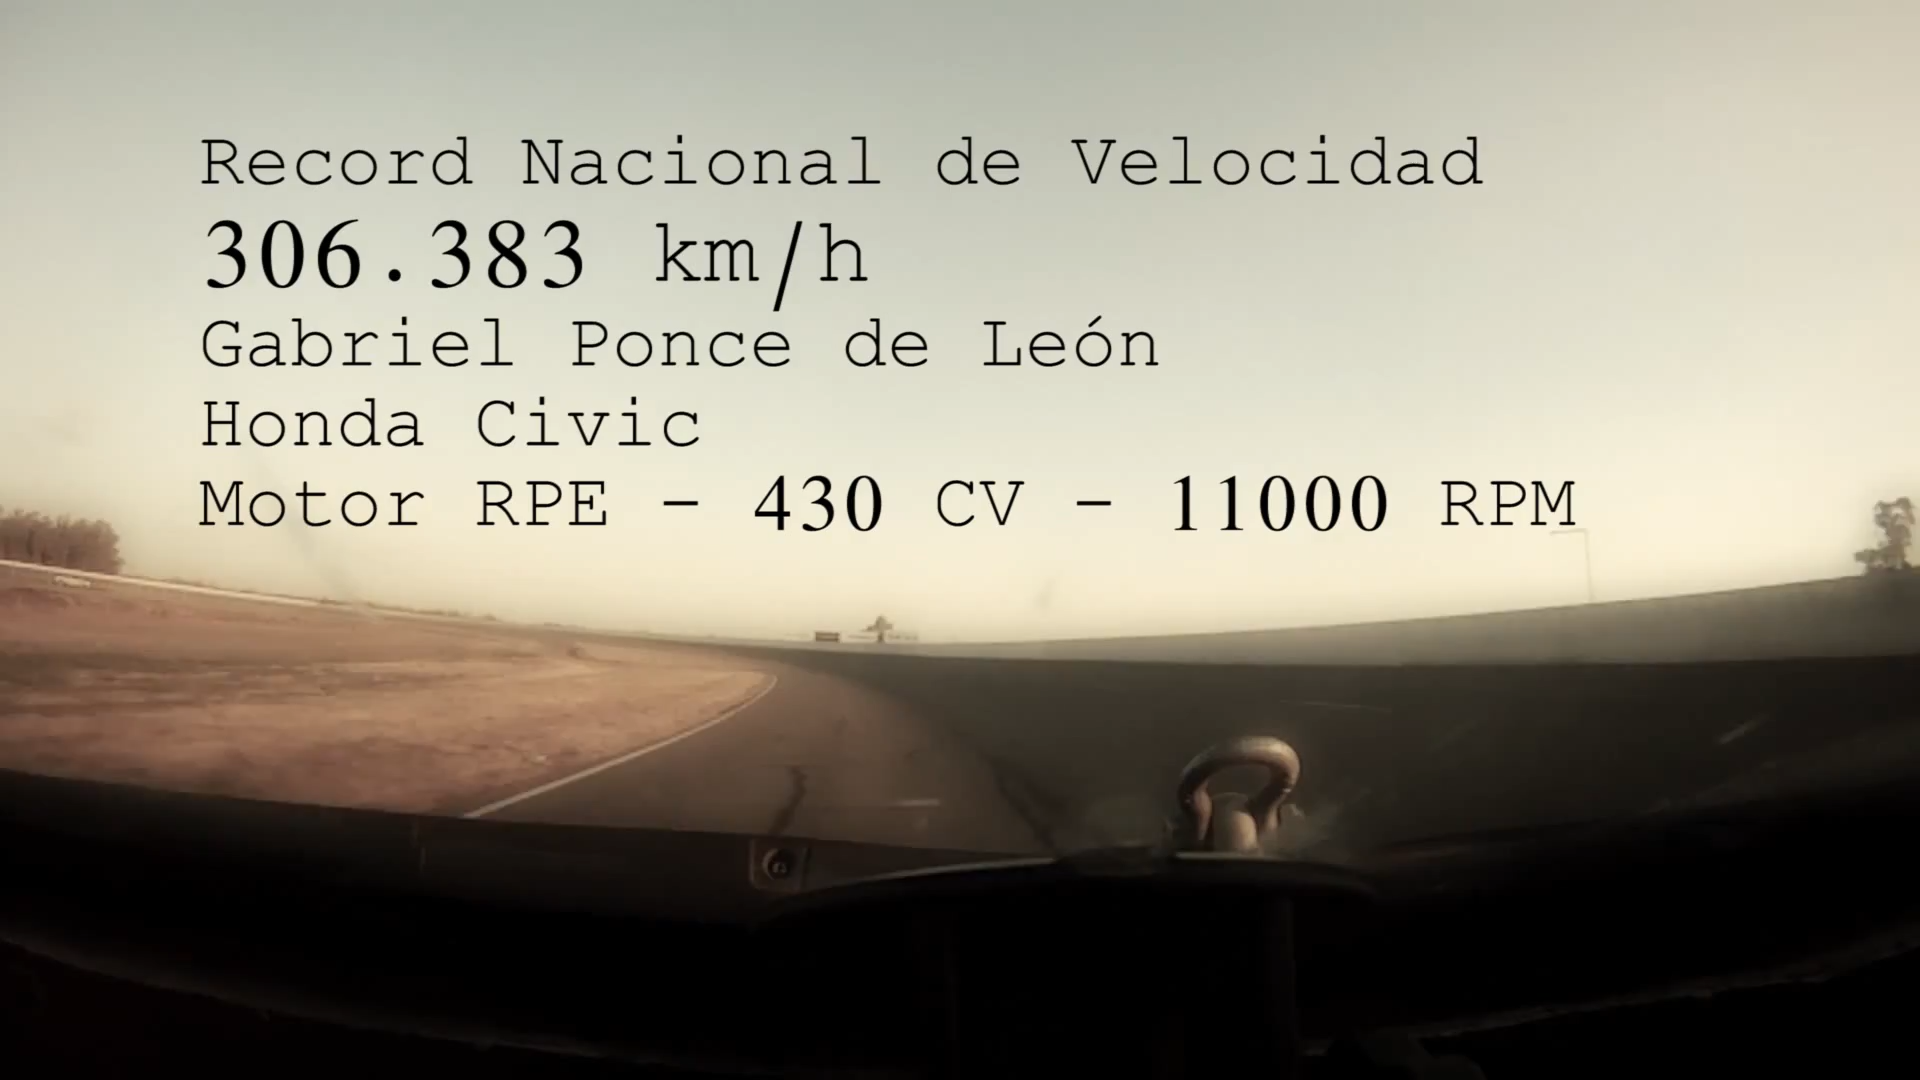 Record Nacional de Velocidad
306.383 km/h
Gabriel Ponce de León
Honda Civic
Motor RPE - 430 CV - 11000 RPM